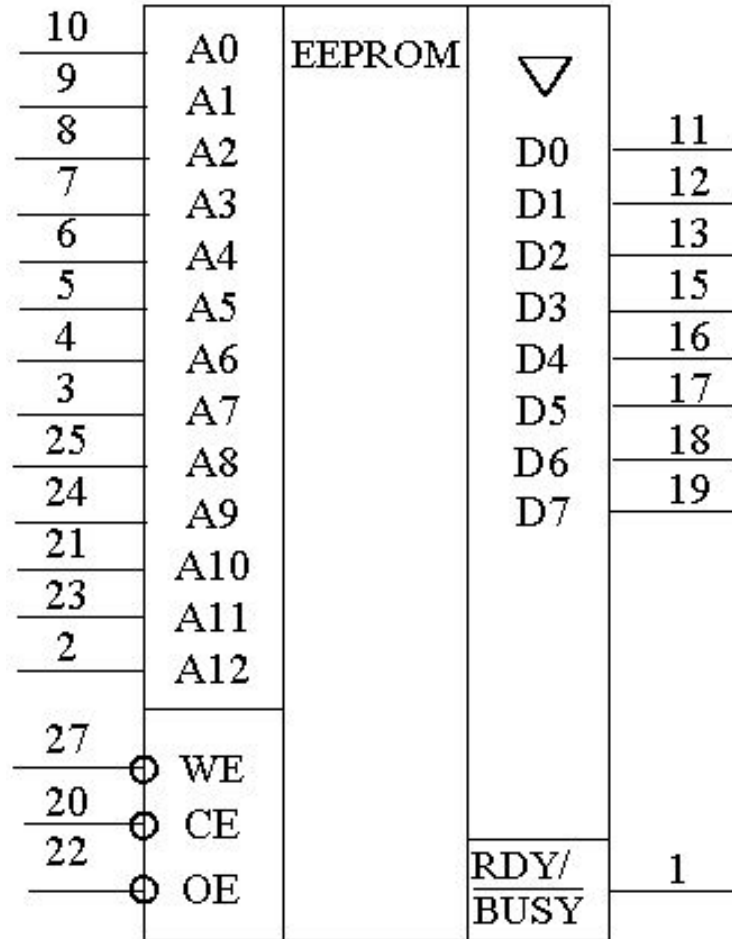 10 A0 EEPROM
9 A1
8 A2 D0 11
7 A3 D1 12
6 A4 D2 13
5 A5 D3 15
4 A6 D4 16
3 A7 D5 17
25 A8 D6 18
24 A9 D7 19
21 A10
23 A11
2 A12
27 WE
20 CE
22 OE
RDY/ 1
BUSY